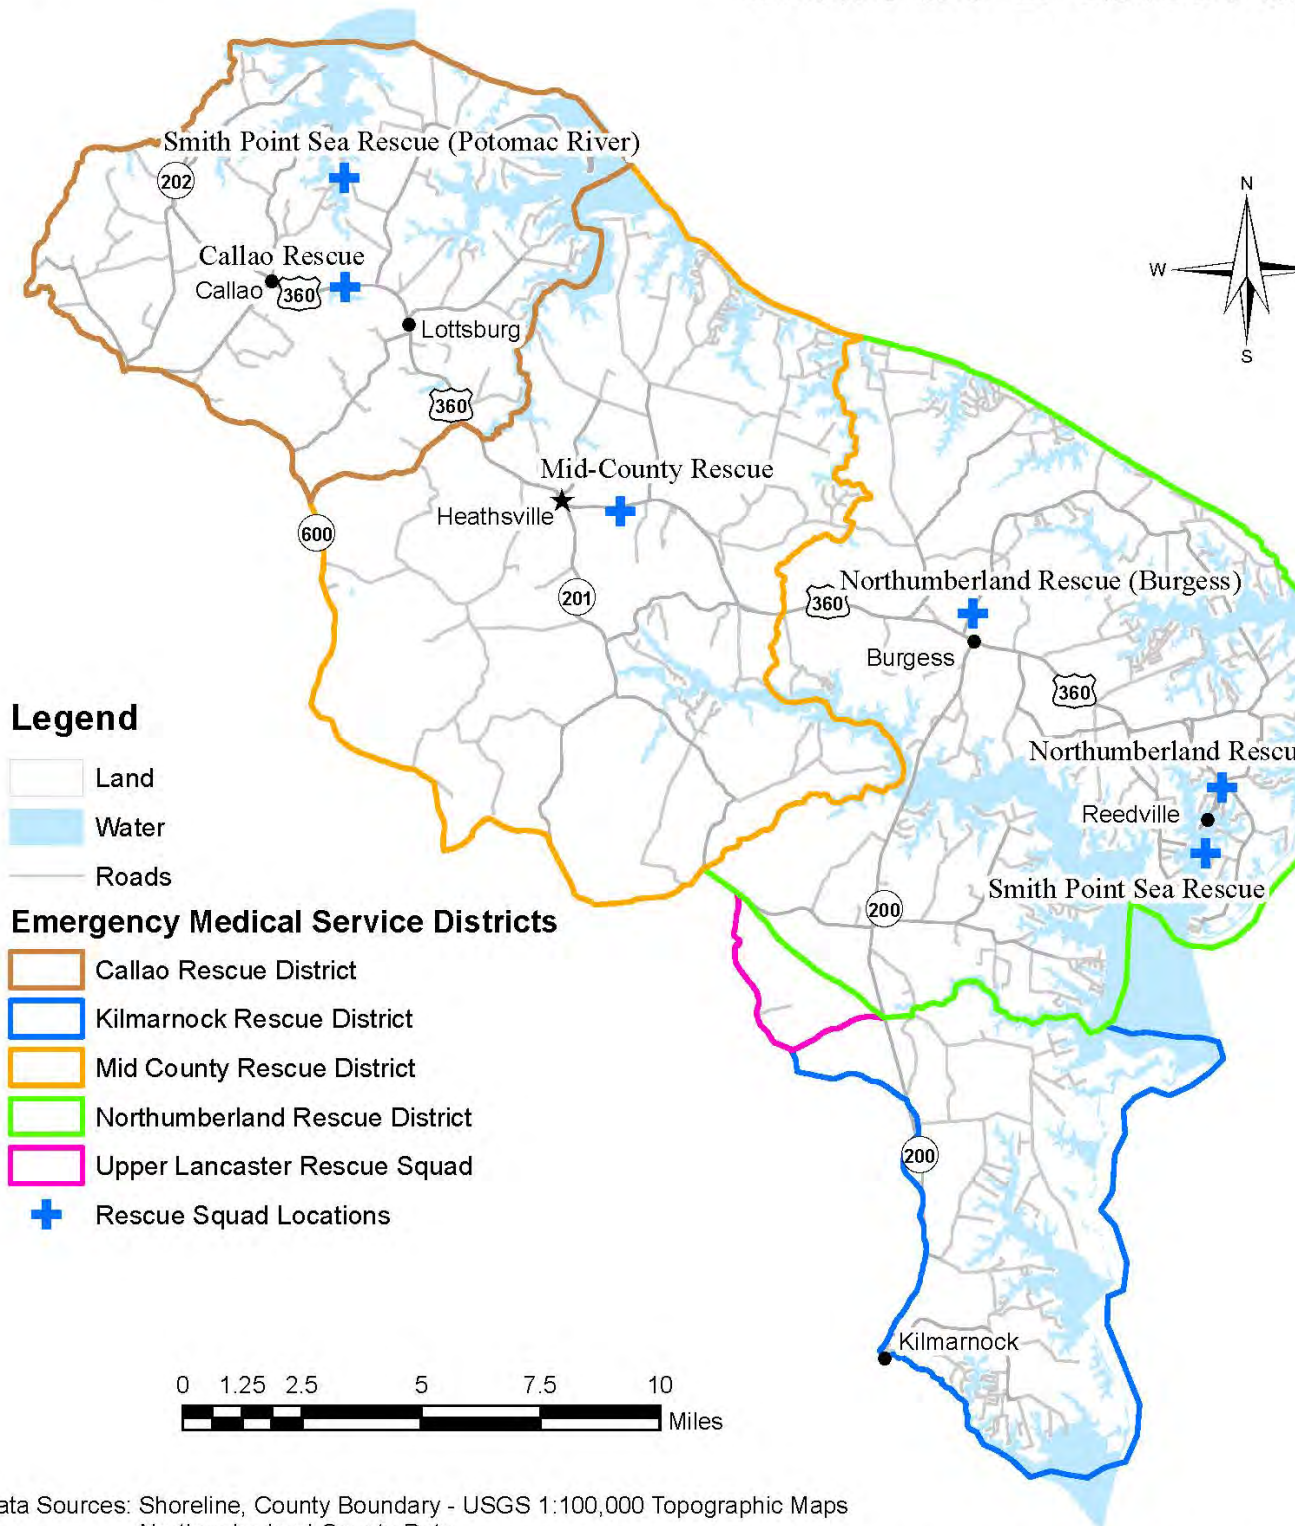 Smith Point Sea Rescue (Potomac River)
202
N
W
S
Callao Rescue
Callao
360
Lottsburg
360
Mid-County Rescue
Heathsville
600
201
Northumberland Rescue (Burgess)
360
Burgess
360
Northumberland Rescu
Reedville
Smith Point Sea Rescue
200
200
Kilmarnock
Legend
Land
Water
Roads
Emergency Medical Service Districts
Callao Rescue District
Kilmarnock Rescue District
Mid County Rescue District
Northumberland Rescue District
Upper Lancaster Rescue Squad
Rescue Squad Locations
0 1.25 2.5 5 7.5 10
Miles
ata Sources: Shoreline, County Boundary - USGS 1:100,000 Topographic Maps